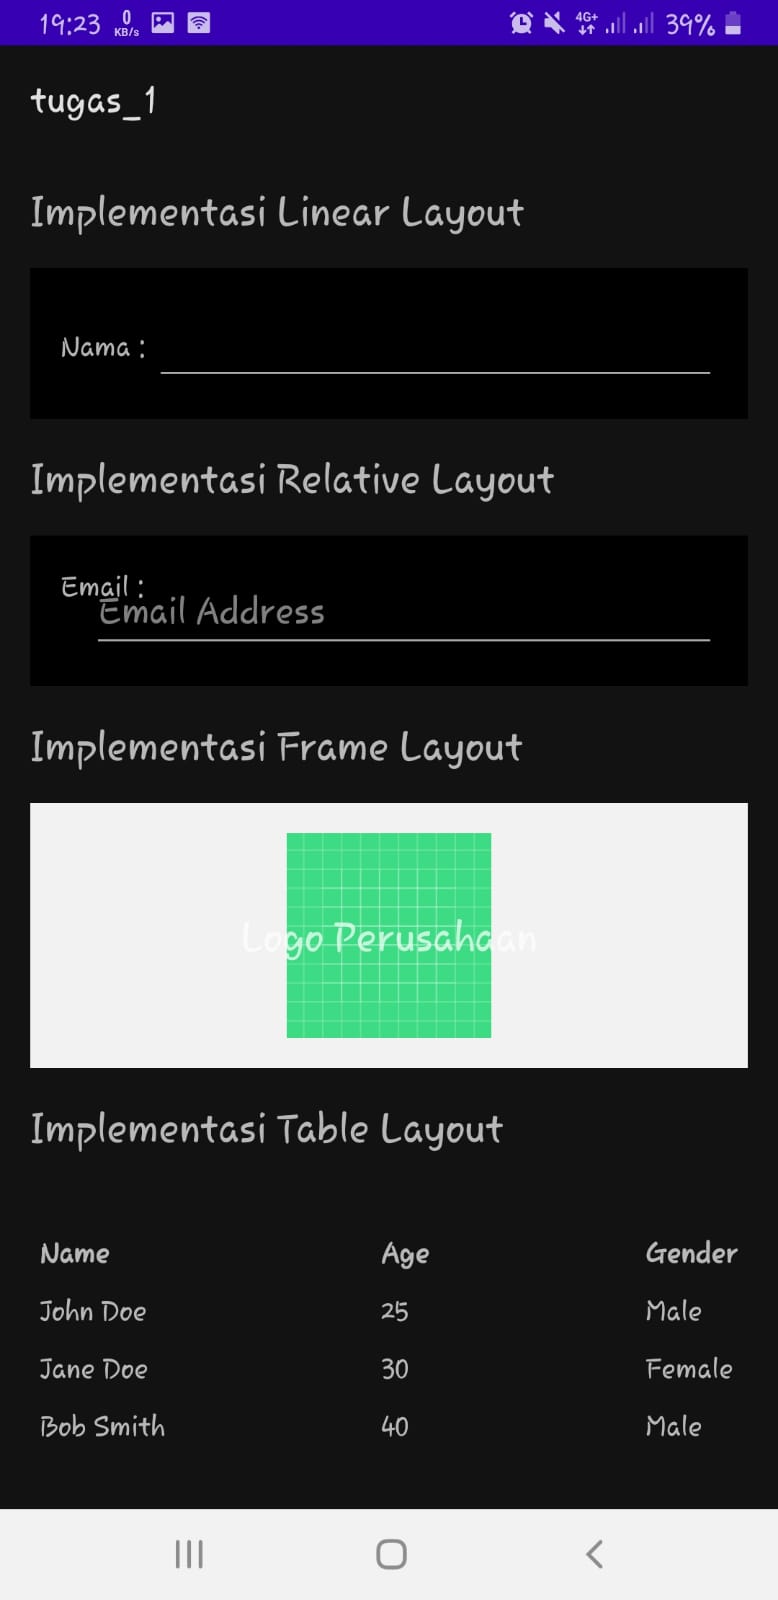 19:23 0 KB/s 4G+ 39%
tugas_1
Implementasi Linear Layout
Nama :
Implementasi Relative Layout
Email :
Email Address
Implementasi Frame Layout
Logo Perusahaan
Implementasi Table Layout
Name Age Gender
John Doe 25 Male
Jane Doe 30 Female
Bob Smith 40 Male